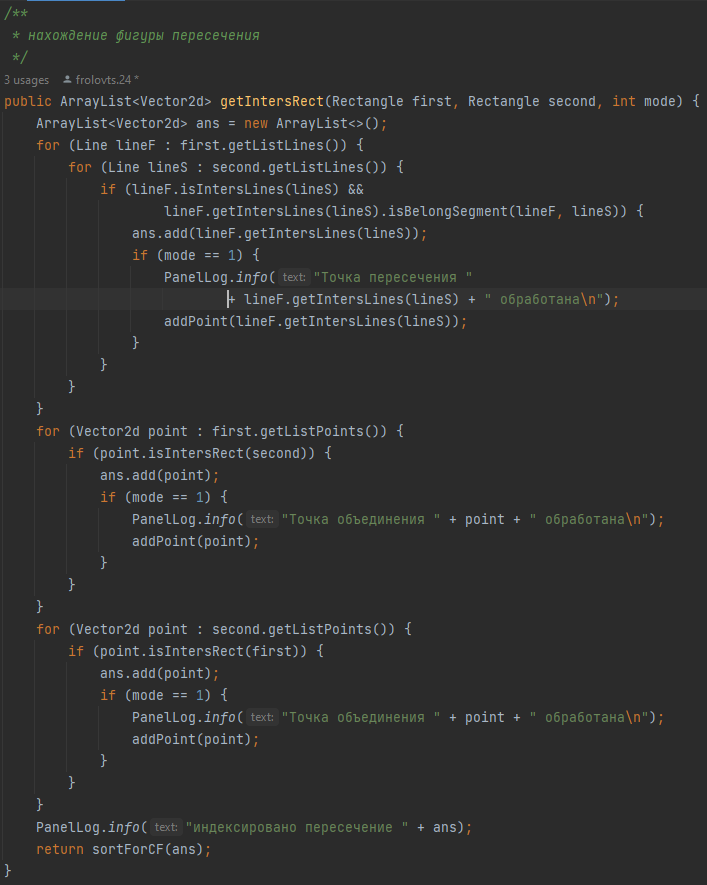 /**
 * нахождение фигуры пересечения
 */
3 usages frolovts.24 *
public ArrayList<Vector2d> getIntersRect(Rectangle first, Rectangle second, int mode) {
    ArrayList<Vector2d> ans = new ArrayList<>();
    for (Line lineF : first.getListLines()) {
        for (Line lineS : second.getListLines()) {
            if (lineF.isIntersLines(lineS) &&
                    lineF.getIntersLines(lineS).isBelongSegment(lineF, lineS)) {
                ans.add(lineF.getIntersLines(lineS));
                if (mode == 1) {
                    PanelLog.info( text: "Точка пересечения "
                            + lineF.getIntersLines(lineS) + " обработана\n");
                    addPoint(lineF.getIntersLines(lineS));
                }
            }
        }
    }
    for (Vector2d point : first.getListPoints()) {
        if (point.isIntersRect(second)) {
            ans.add(point);
            if (mode == 1) {
                PanelLog.info( text: "Точка объединения " + point + " обработана\n");
                addPoint(point);
            }
        }
    }
    for (Vector2d point : second.getListPoints()) {
        if (point.isIntersRect(first)) {
            ans.add(point);
            if (mode == 1) {
                PanelLog.info( text: "Точка объединения " + point + " обработана\n");
                addPoint(point);
            }
        }
    }
    PanelLog.info( text: "индексировано пересечение " + ans);
    return sortForCF(ans);
}